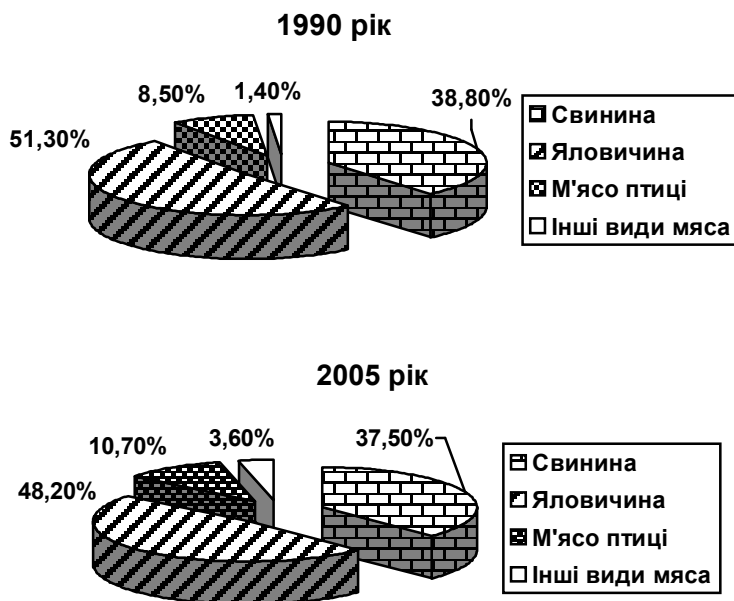 1990 рік
8,50%
1,40%
38,80%
51,30%
Свинина
Яловичина
М'ясо птиці
Інші види мяса
2005 рік
10,70%
3,60%
37,50%
48,20%
Свинина
Яловичина
М'ясо птиці
Інші види мяса